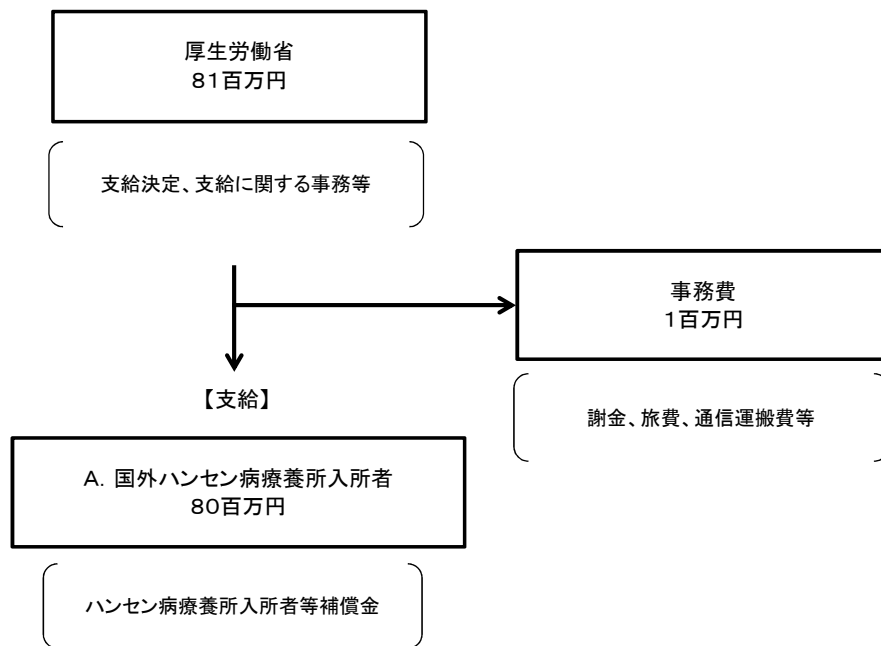 厚生労働省
81百万円
支給決定、支給に関する事務等
事務費
1百万円
謝金、旅費、通信運搬費等
【支給】
A. 国外ハンセン病療養所入所者
80百万円
ハンセン病療養所入所者等補償金